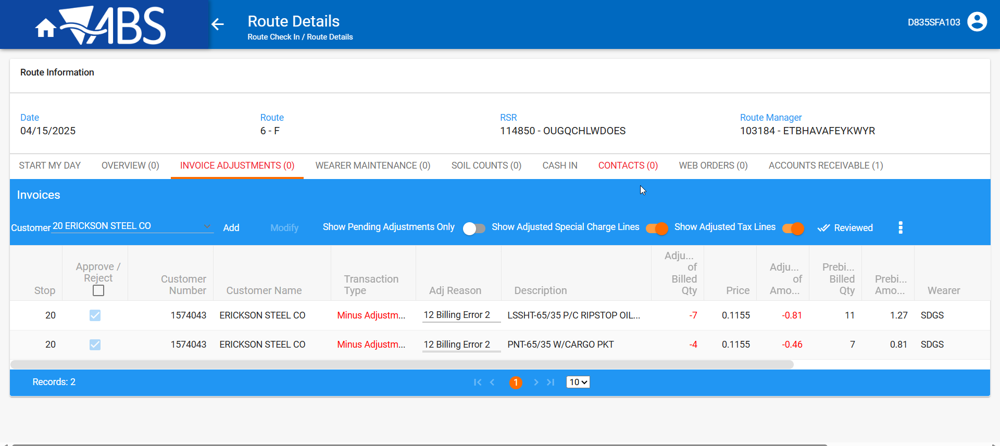 ABS
Route Details
Route Check In / Route Details
D835SFA103
Route Information
Date
04/15/2025
Route
6 - F
RSR
114850 - OUGQCHLWDOES
Route Manager
103184 - ETBHAVAFEYKWYR
START MY DAY OVERVIEW (0) INVOICE ADJUSTMENTS (0) WEARER MAINTENANCE (0) SOIL COUNTS (0) CASH IN CONTACTS (0) WEB ORDERS (0) ACCOUNTS RECEIVABLE (1)
Invoices
Customer 20 ERICKSON STEEL CO Add Modify Show Pending Adjustments Only Show Adjusted Special Charge Lines Show Adjusted Tax Lines Reviewed
Stop
Approve /
Reject
Customer
Number
Customer Name
Transaction
Type
Adj Reason
Description
Adju...
of
Billed
Qty
Price
Adju...
of
Amo...
Prebi...
Billed
Qty
Prebi...
Amo...
Wearer
20 1574043 ERICKSON STEEL CO Minus Adjustm... 12 Billing Error 2 LSSHT-65/35 P/C RIPSTOP OIL... -7 0.1155 -0.81 11 1.27 SDGS
20 1574043 ERICKSON STEEL CO Minus Adjustm... 12 Billing Error 2 PNT-65/35 W/CARGO PKT -4 0.1155 -0.46 7 0.81 SDGS
Records: 2 1 10